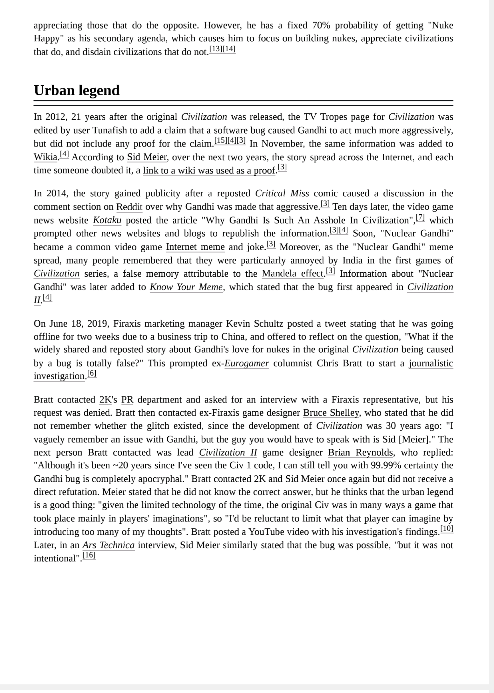 appreciating those that do the opposite. However, he has a fixed 70% probability of getting "Nuke
Happy" as his secondary agenda, which causes him to focus on building nukes, appreciate civilizations
that do, and disdain civilizations that do not.[13][14]
Urban legend
In 2012, 21 years after the original Civilization was released, the TV Tropes page for Civilization was
edited by user Tunafish to add a claim that a software bug caused Gandhi to act much more aggressively,
but did not include any proof for the claim.[15][4][3] In November, the same information was added to
Wikia.[4] According to Sid Meier, over the next two years, the story spread across the Internet, and each
time someone doubted it, a link to a wiki was used as a proof.[3]
In 2014, the story gained publicity after a reposted Critical Miss comic caused a discussion in the
comment section on Reddit over why Gandhi was made that aggressive.[3] Ten days later, the video game
news website Kotaku posted the article "Why Gandhi Is Such An Asshole In Civilization",[7] which
prompted other news websites and blogs to republish the information.[3][4] Soon, "Nuclear Gandhi"
became a common video game Internet meme and joke.[3] Moreover, as the "Nuclear Gandhi" meme
spread, many people remembered that they were particularly annoyed by India in the first games of
Civilization series, a false memory attributable to the Mandela effect.[3] Information about "Nuclear
Gandhi" was later added to Know Your Meme, which stated that the bug first appeared in Civilization
II.[4]
On June 18, 2019, Firaxis marketing manager Kevin Schultz posted a tweet stating that he was going
offline for two weeks due to a business trip to China, and offered to reflect on the question, "What if the
widely shared and reposted story about Gandhi's love for nukes in the original Civilization being caused
by a bug is totally false?" This prompted ex-Eurogamer columnist Chris Bratt to start a journalistic
investigation.[6]
Bratt contacted 2K's PR department and asked for an interview with a Firaxis representative, but his
request was denied. Bratt then contacted ex-Firaxis game designer Bruce Shelley, who stated that he did
not remember whether the glitch existed, since the development of Civilization was 30 years ago: "I
vaguely remember an issue with Gandhi, but the guy you would have to speak with is Sid [Meier]." The
next person Bratt contacted was lead Civilization II game designer Brian Reynolds, who replied:
"Although it's been ~20 years since I've seen the Civ 1 code, I can still tell you with 99.99% certainty the
Gandhi bug is completely apocryphal." Bratt contacted 2K and Sid Meier once again but did not receive a
direct refutation. Meier stated that he did not know the correct answer, but he thinks that the urban legend
is a good thing: "given the limited technology of the time, the original Civ was in many ways a game that
took place mainly in players' imaginations", so "I'd be reluctant to limit what that player can imagine by
introducing too many of my thoughts". Bratt posted a YouTube video with his investigation's findings.[10]
Later, in an Ars Technica interview, Sid Meier similarly stated that the bug was possible, "but it was not
intentional".[16]